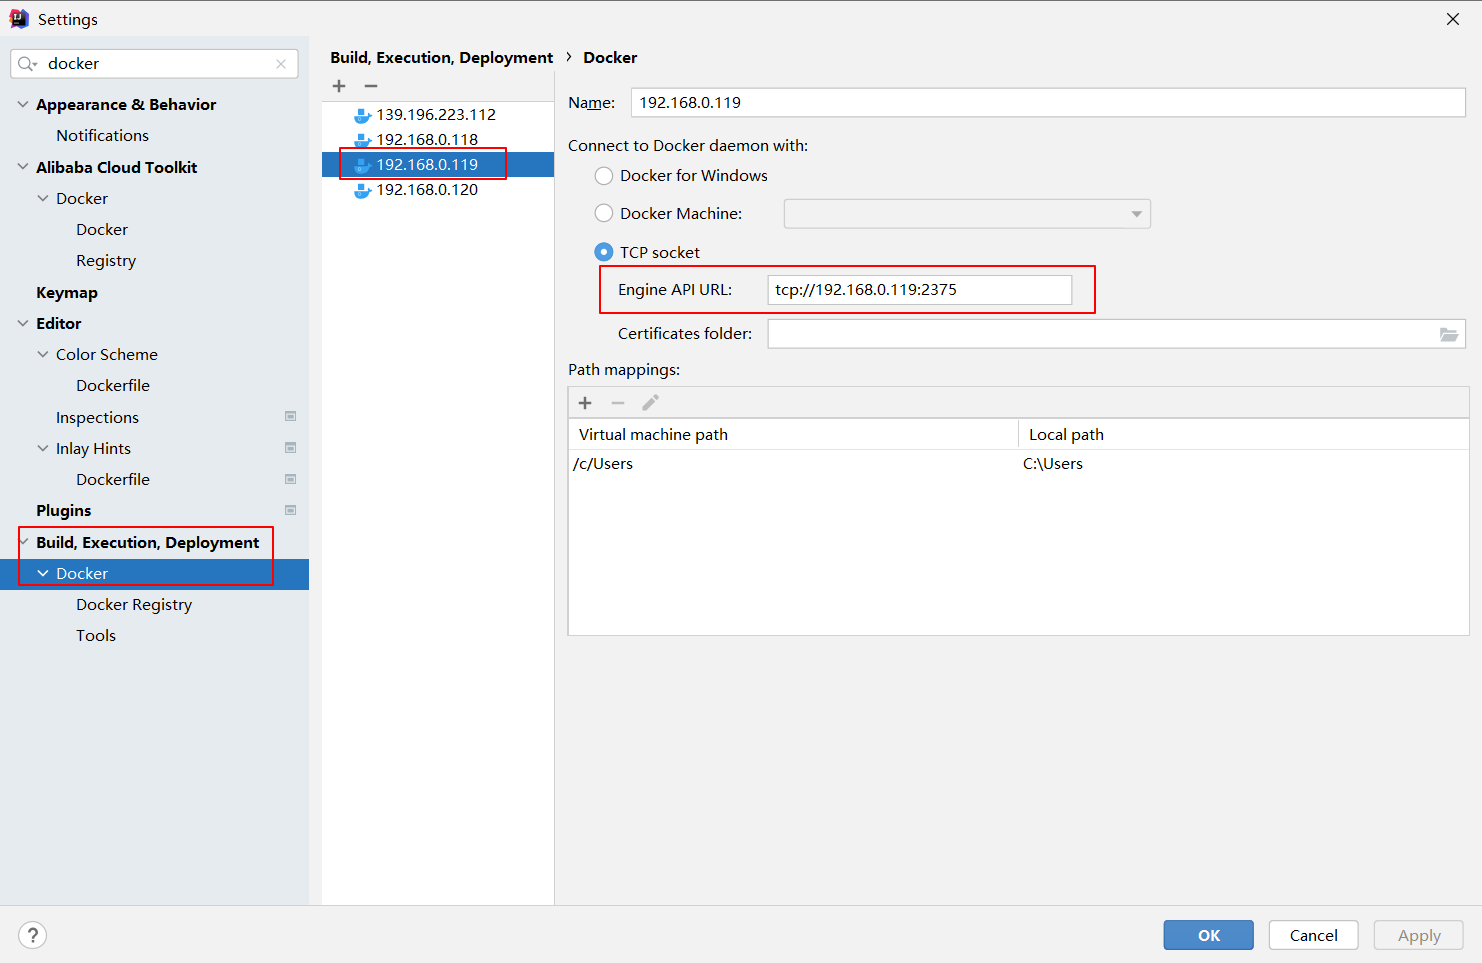 Settings
docker
Appearance & Behavior
Notifications
Alibaba Cloud Toolkit
Docker
Docker
Registry
Keymap
Editor
Color Scheme
Dockerfile
Inspections
Inlay Hints
Dockerfile
Plugins
Build, Execution, Deployment
Docker
Docker Registry
Tools
Build, Execution, Deployment › Docker
139.196.223.112
192.168.0.118
192.168.0.119
192.168.0.120
Name: 192.168.0.119
Connect to Docker daemon with:
Docker for Windows
Docker Machine:
TCP socket
Engine API URL: tcp://192.168.0.119:2375
Certificates folder:
Path mappings:
Virtual machine path Local path
/c/Users C:\Users
? OK Cancel Apply